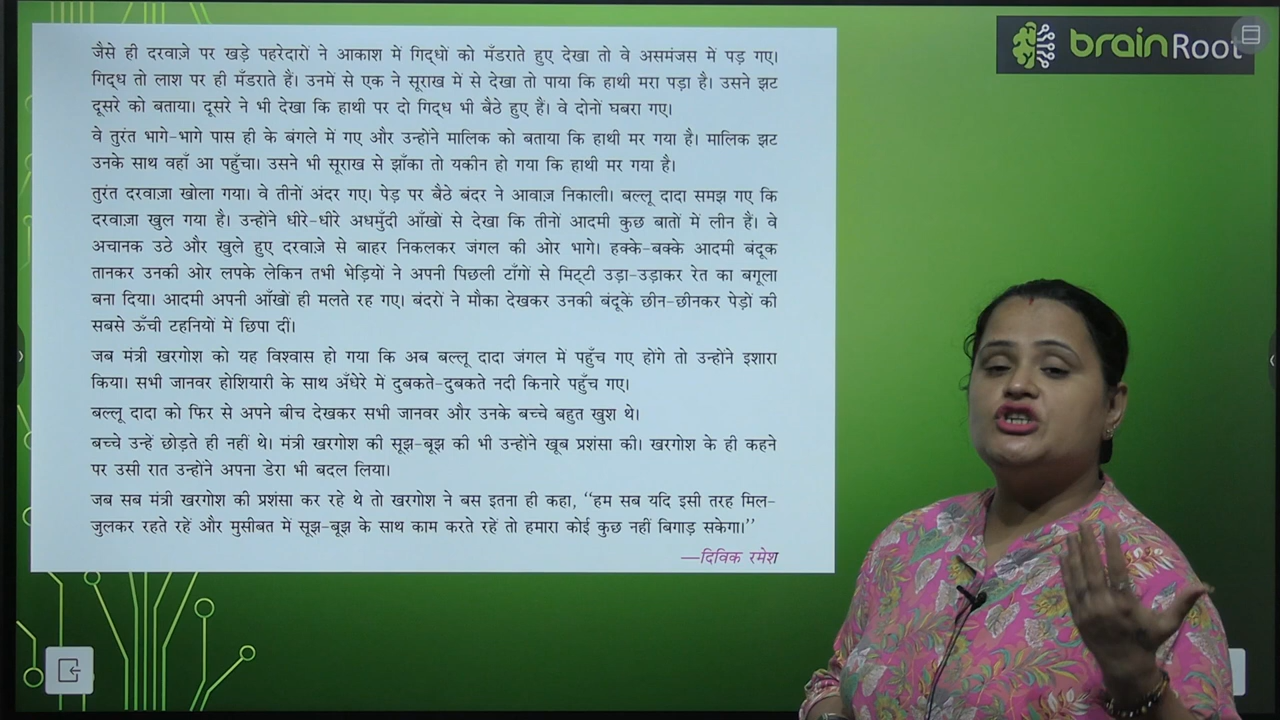 brainRoot
जैसे ही दरवाज़े पर खड़े पहरेदारों ने आकाश में गिद्धों को मँडराते हुए देखा तो वे असमंजस में पड़ गए।
गिद्ध तो लाश पर ही मँडराते हैं। उनमें से एक ने सूराख में से देखा तो पाया कि हाथी मरा पड़ा है। उसने झट
दूसरे को बताया। दूसरे ने भी देखा कि हाथी पर दो गिद्ध भी बैठे हुए हैं। वे दोनों घबरा गए।
वे तुरंत भागे-भागे पास ही के बंगले में गए और उन्होंने मालिक को बताया कि हाथी मर गया है। मालिक झट
उनके साथ वहाँ आ पहुँचा। उसने भी सूराख से झाँका तो यकीन हो गया कि हाथी मर गया है।
तुरंत दरवाज़ा खोला गया। वे तीनों अंदर गए। पेड़ पर बैठे बंदर ने आवाज़ निकाली। बल्लू दादा समझ गए कि
दरवाज़ा खुल गया है। उन्होंने धीरे-धीरे अधमुँदी आँखों से देखा कि तीनों आदमी कुछ बातों में लीन हैं। वे
अचानक उठे और खुले हुए दरवाज़े से बाहर निकलकर जंगल की ओर भागे। हक्के-बक्के आदमी बंदूक
तानकर उनकी ओर लपके लेकिन तभी भेड़ियों ने अपनी पिछली टाँगों से मिट्टी उड़ा-उड़ाकर रेत का बगूला
बना दिया। आदमी अपनी आँखों ही मलते रह गए। बंदरों ने मौका देखकर उनकी बंदूकें छीन-छीनकर पेड़ों की
सबसे ऊँची टहनियों में छिपा दीं।
जब मंत्री खरगोश को यह विश्वास हो गया कि अब बल्लू दादा जंगल में पहुँच गए होंगे तो उन्होंने इशारा
किया। सभी जानवर होशियारी के साथ अँधेरे में दुबकते-दुबकते नदी किनारे पहुँच गए।
बल्लू दादा को फिर से अपने बीच देखकर सभी जानवर और उनके बच्चे बहुत खुश थे।
बच्चे उन्हें छोड़ते ही नहीं थे। मंत्री खरगोश की सूझ-बूझ की भी उन्होंने खूब प्रशंसा की। खरगोश के ही कहने
पर उसी रात उन्होंने अपना डेरा भी बदल लिया।
जब सब मंत्री खरगोश की प्रशंसा कर रहे थे तो खरगोश ने बस इतना ही कहा, ‘‘हम सब यदि इसी तरह मिल-
जुलकर रहते रहें और मुसीबत में सूझ-बूझ के साथ काम करते रहें तो हमारा कोई कुछ नहीं बिगाड़ सकेगा।’’
—दिविक रमेश